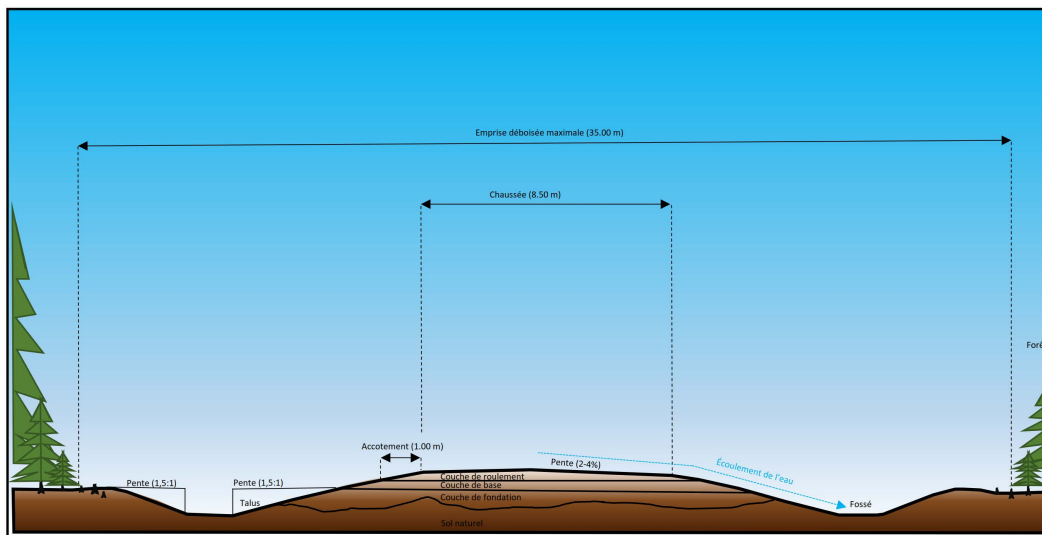 Emprise déboisée maximale (35.00 m)
Chaussée (8.50 m)
Forê
Accotement (1.00 m)
Pente (2-4%)
Écoulement de l'eau
Couche de roulement
Pente (1,5:1)
Pente (1,5:1)
Couche de base
Couche de fondation
Talus
Fossé
Sol naturel